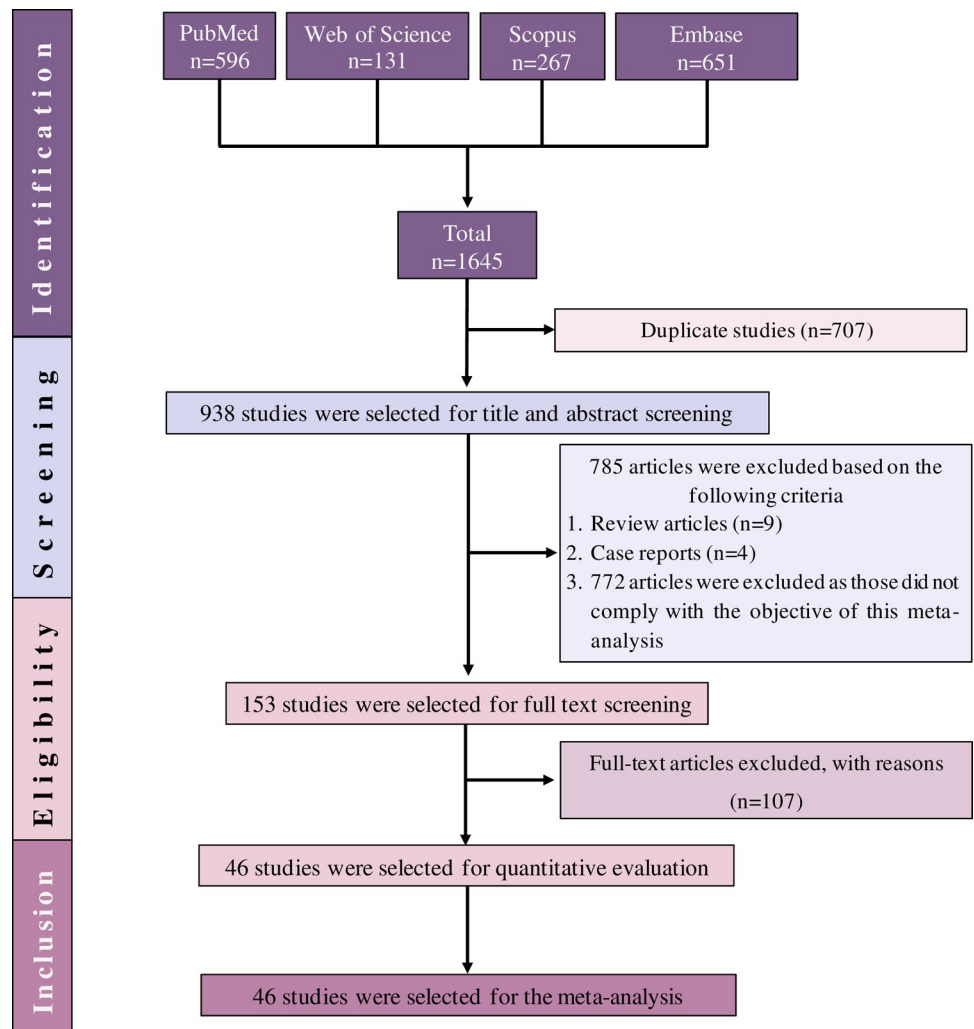 Identification
PubMed
n=596
Web of Science
n=131
Scopus
n=267
Embase
n=651
Total
n=1645
Duplicate studies (n=707)
Screening
938 studies were selected for title and abstract screening
785 articles were excluded based on the
following criteria
1. Review articles (n=9)
2. Case reports (n=4)
3. 772 articles were excluded as those did not
comply with the objective of this meta-
analysis
Eligibility
153 studies were selected for full text screening
Full-text articles excluded, with reasons
(n=107)
46 studies were selected for quantitative evaluation
Inclusion
46 studies were selected for the meta-analysis